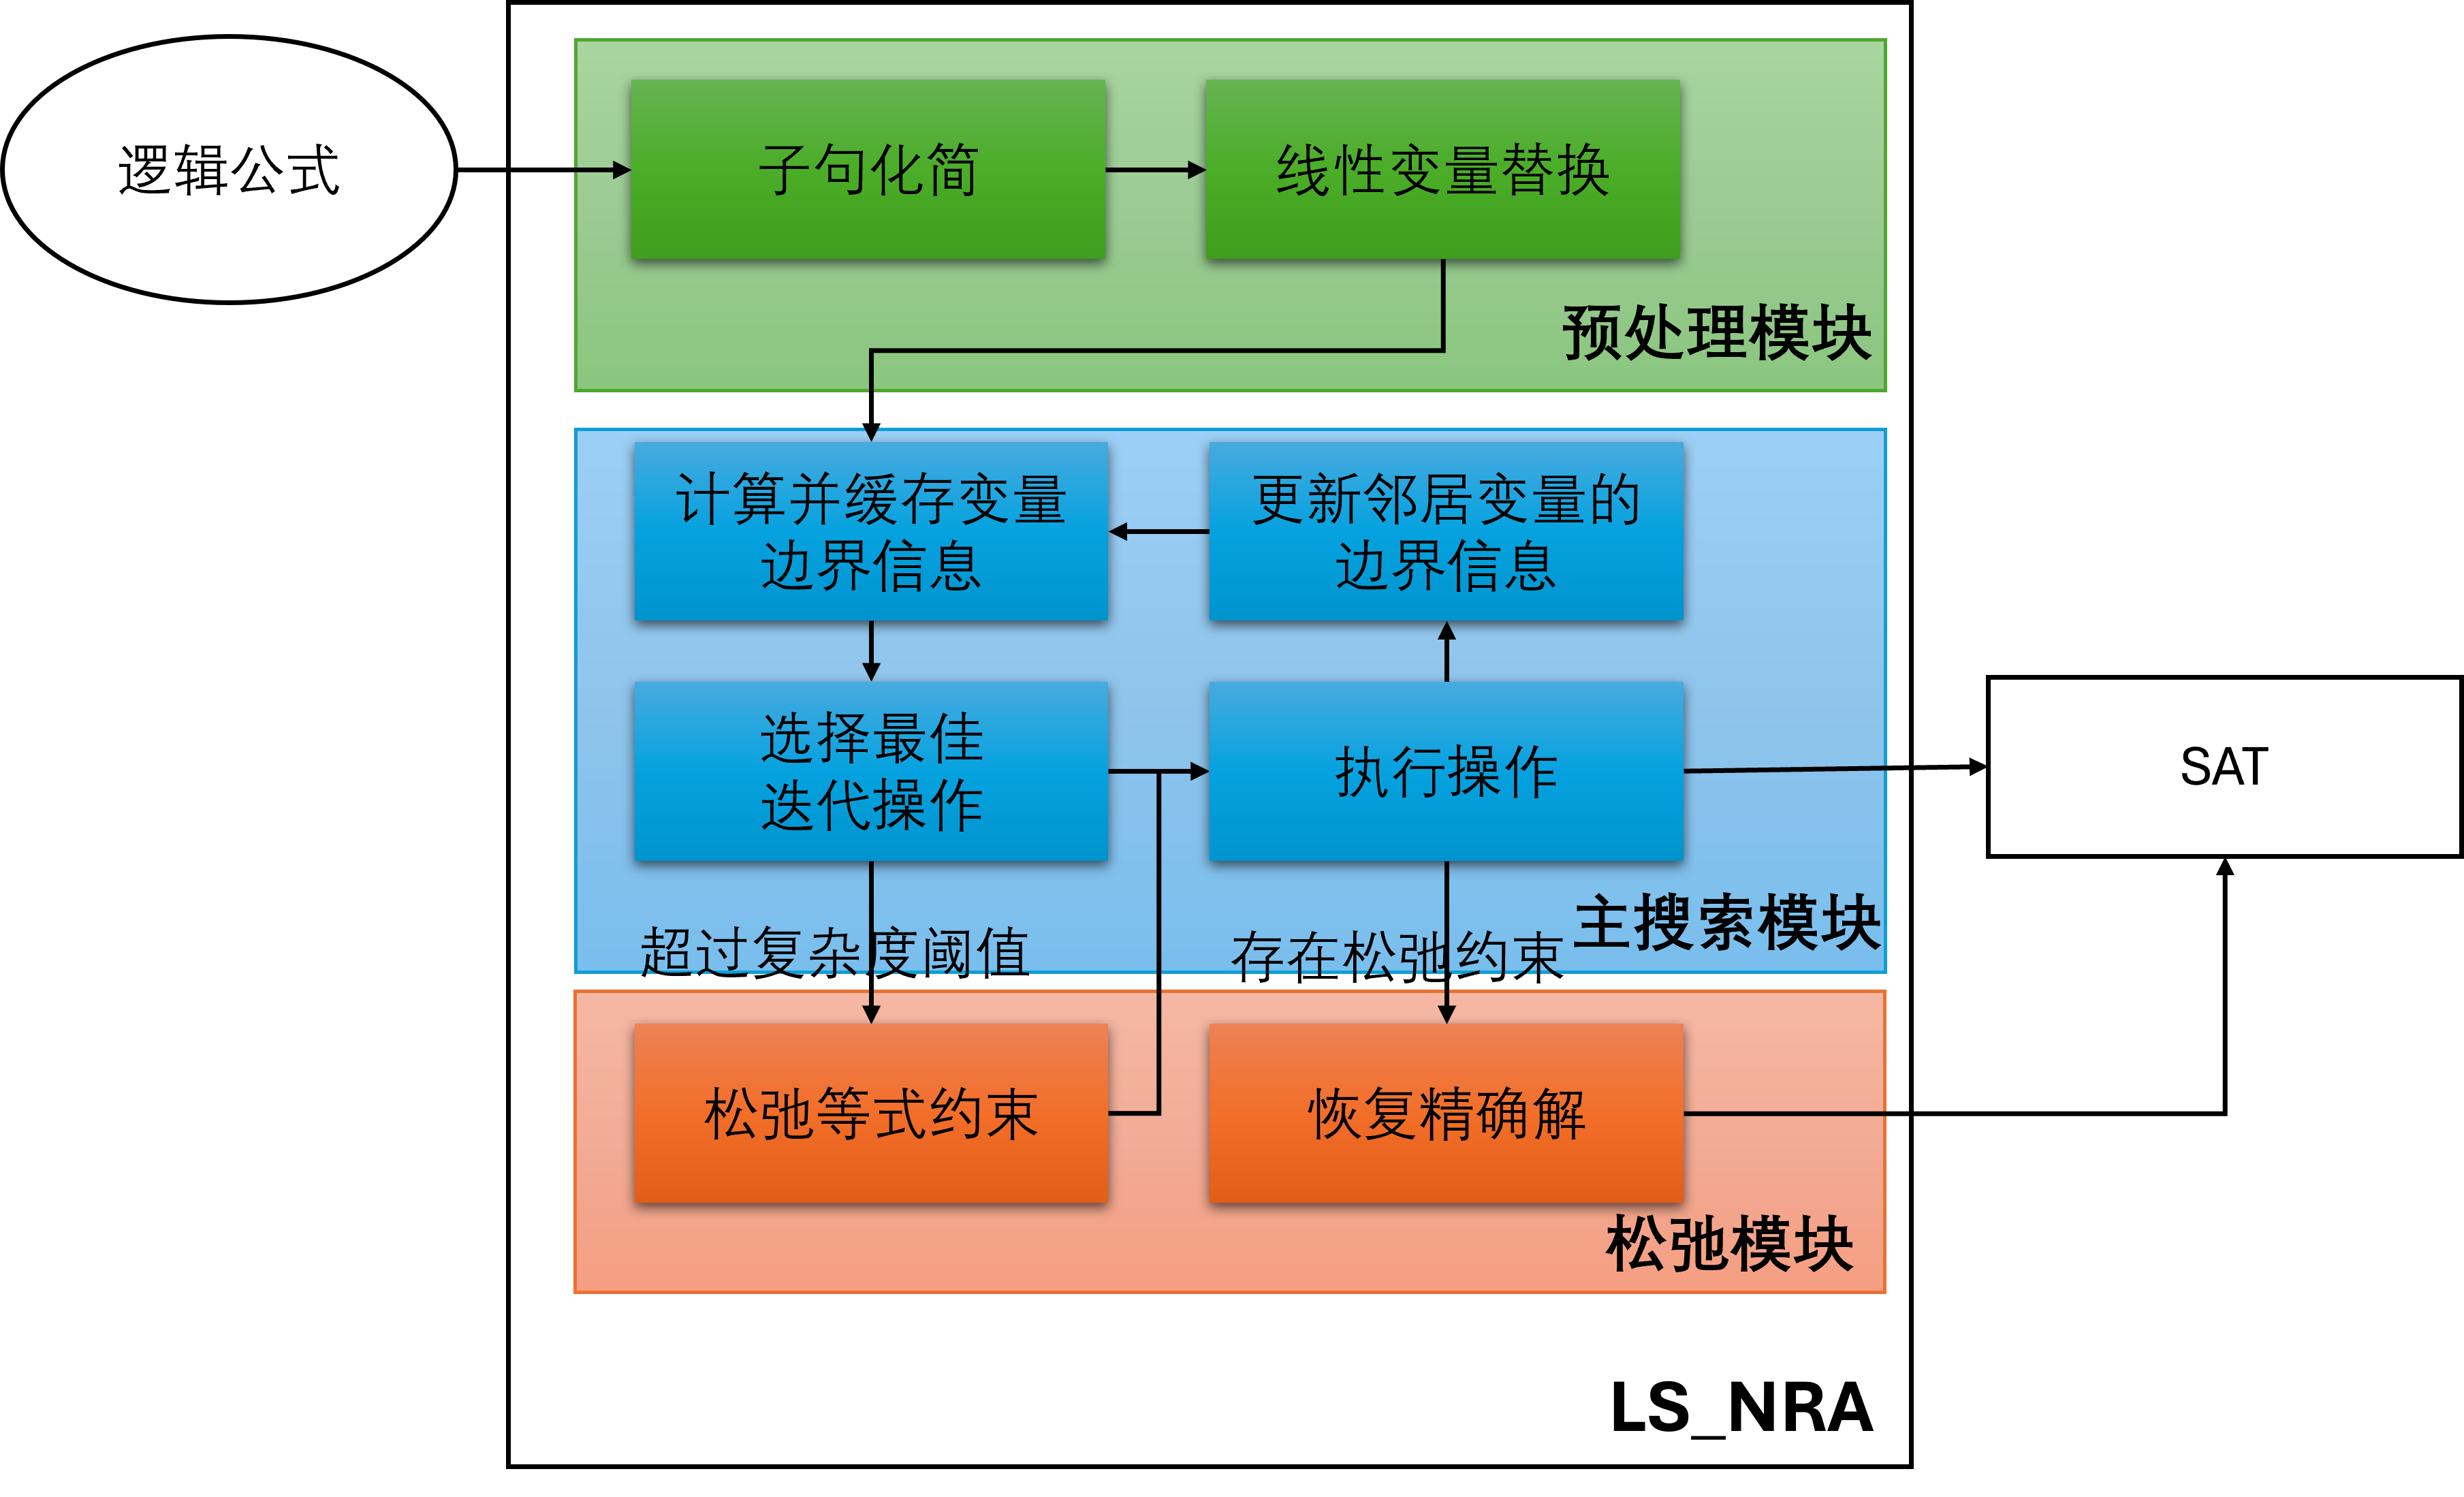 逻辑公式
子句化简
线性变量替换
预处理模块
计算并缓存变量
边界信息
更新邻居变量的
边界信息
选择最佳
迭代操作
执行操作
SAT
超过复杂度阈值
存在松弛约束
主搜索模块
松弛等式约束
恢复精确解
松弛模块
LS_NRA